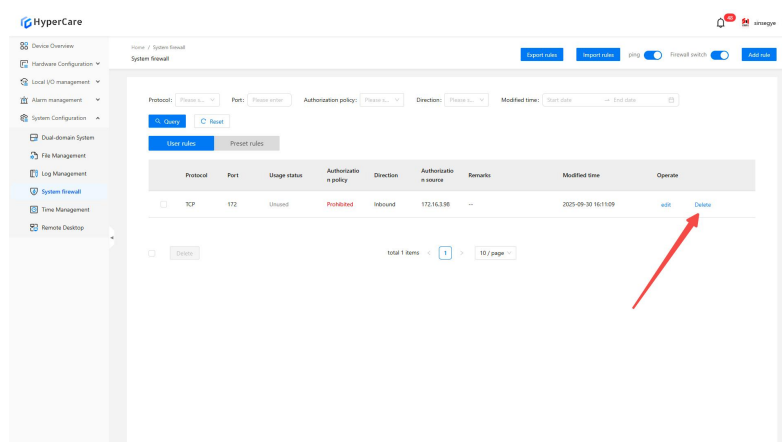 HyperCare
48
sinsegye
Device Overview
Hardware Configuration
Local I/O management
Alarm management
System Configuration
Dual-domain System
File Management
Log Management
System firewall
Time Management
Remote Desktop
Home / System firewall
System firewall
Export rules
Import rules
ping
Firewall switch
Add rule
Protocol: Please s...
Port: Please enter
Authorization policy: Please s...
Direction: Please s...
Modified time: Start date → End date
Query
Reset
User rules
Preset rules
Protocol Port Usage status Authorizatio Direction Authorizatio Remarks Modified time Operate
n policy n source
TCP 172 Unused Prohibited Inbound 172.16.3.98 -- 2025-09-30 16:11:09 edit Delete
Delete
total 1 items < 1 > 10 / page